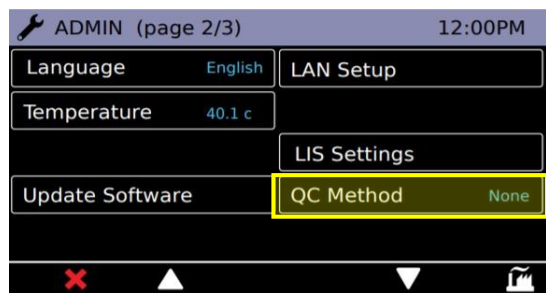 ADMIN (page 2/3) 12:00PM
Language English LAN Setup
Temperature 40.1 c
LIS Settings
Update Software QC Method None